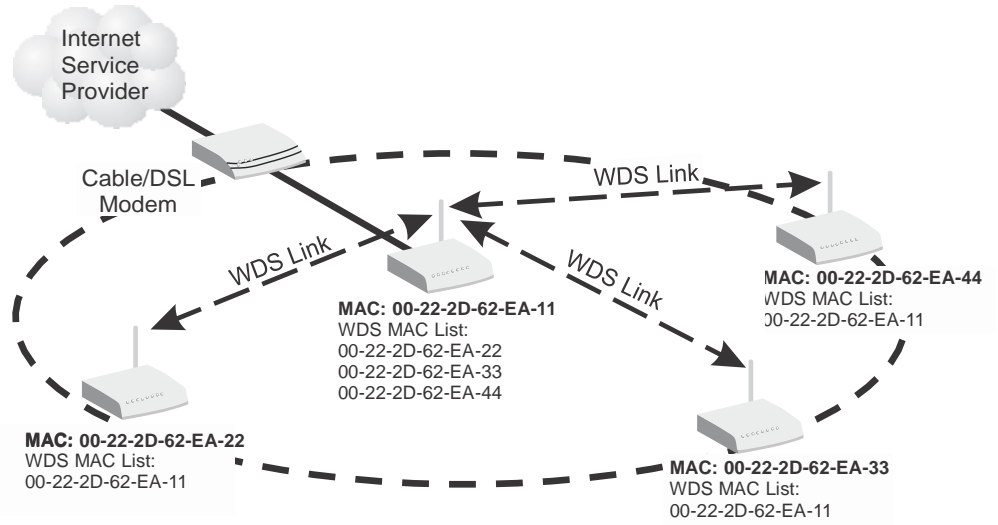 Internet
Service
Provider
Cable/DSL
Modem
WDS Link
WDS Link
WDS Link
MAC: 00-22-2D-62-EA-11
WDS MAC List:
00-22-2D-62-EA-22
00-22-2D-62-EA-33
00-22-2D-62-EA-44
MAC: 00-22-2D-62-EA-44
WDS MAC List:
00-22-2D-62-EA-11
MAC: 00-22-2D-62-EA-22
WDS MAC List:
00-22-2D-62-EA-11
MAC: 00-22-2D-62-EA-33
WDS MAC List:
00-22-2D-62-EA-11